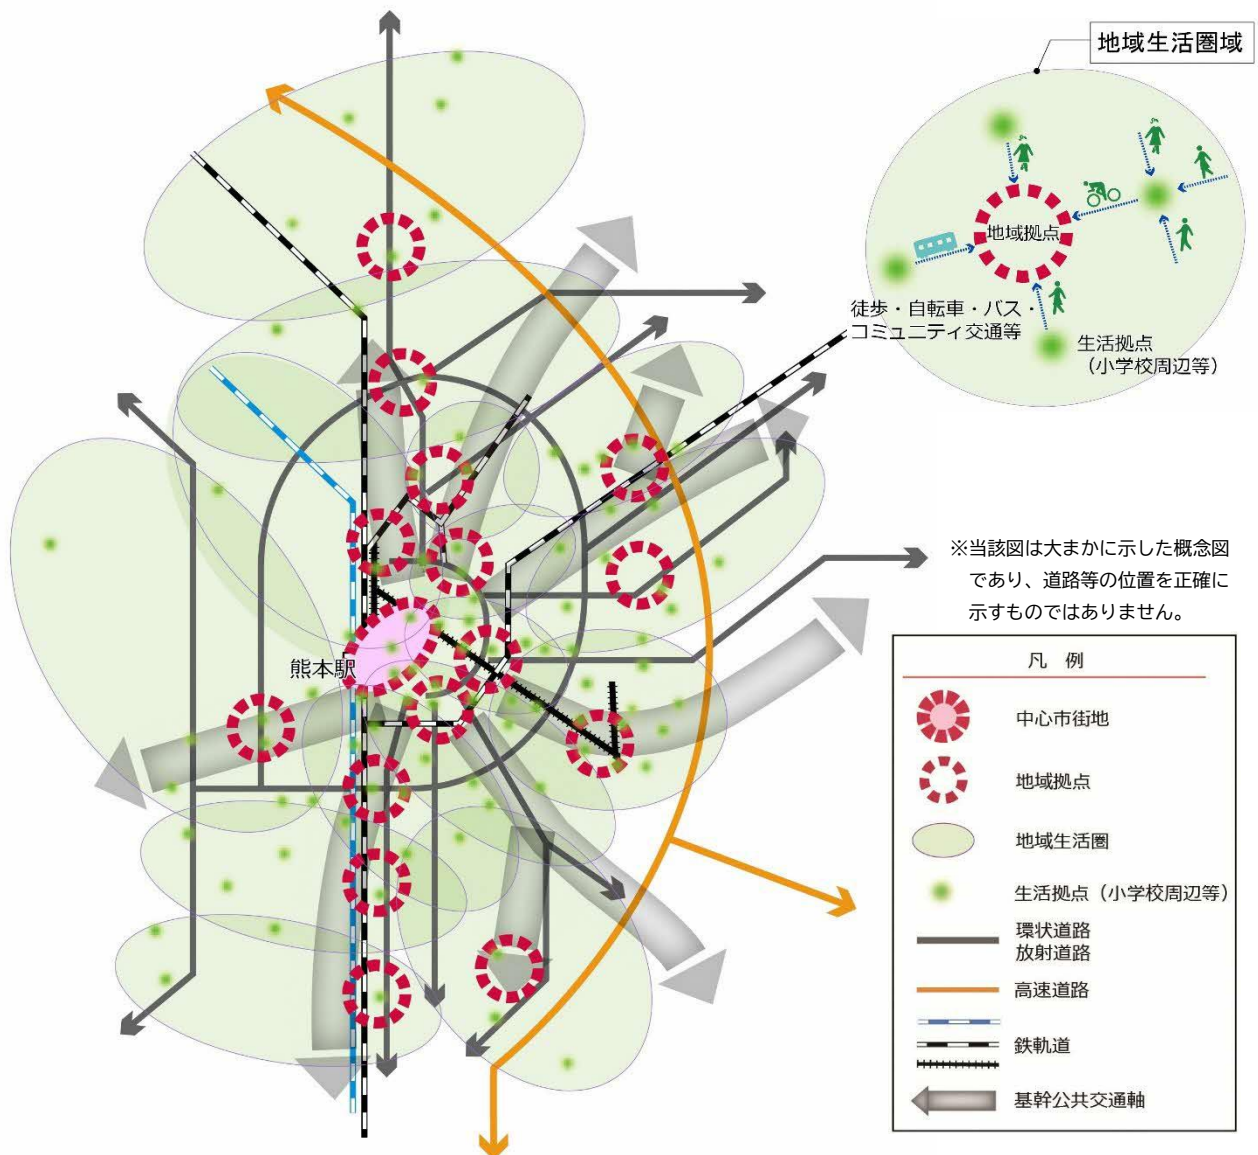 地域生活圏域
地域拠点
徒歩・自転車・バス・
コミュニティ交通等
生活拠点
（小学校周辺等）
熊本駅
※当該図は大まかに示した概念図
であり、道路等の位置を正確に
示すものではありません。
凡 例
中心市街地
地域拠点
地域生活圏
生活拠点（小学校周辺等）
環状道路
放射道路
高速道路
鉄軌道
基幹公共交通軸